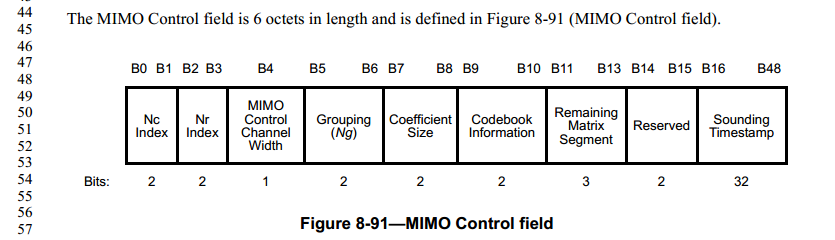 44 The MIMO Control field is 6 octets in length and is defined in Figure 8-91 (MIMO Control field).
45
46
47 B0 B1 B2 B3 B4 B5 B6 B7 B8 B9 B10 B11 B13 B14 B15 B16 B48
48
49
50
51
52
53
54
55
56
57
Nc
Index
Nr
Index
MIMO
Control
Channel
Width
Grouping
(Ng)
Coefficient
Size
Codebook
Information
Remaining
Matrix
Segment
Reserved
Sounding
Timestamp
Bits: 2 2 1 2 2 2 3 2 32
Figure 8-91—MIMO Control field